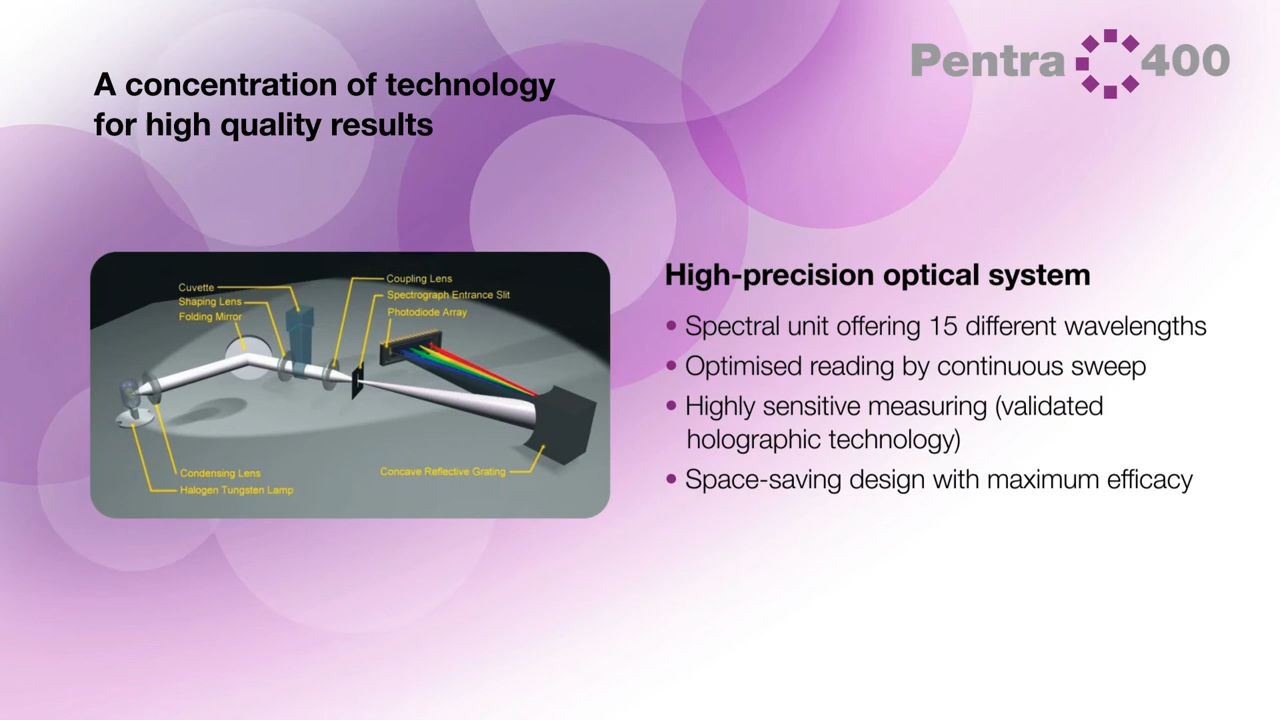 Pentra 400
A concentration of technology
for high quality results
Cuvette
Shaping Lens
Folding Mirror
Coupling Lens
Spectrograph Entrance Slit
Photodiode Array
Condensing Lens
Halogen Tungsten Lamp
Concave Reflective Grating
High-precision optical system
• Spectral unit offering 15 different wavelengths
• Optimised reading by continuous sweep
• Highly sensitive measuring (validated
holographic technology)
• Space-saving design with maximum efficacy